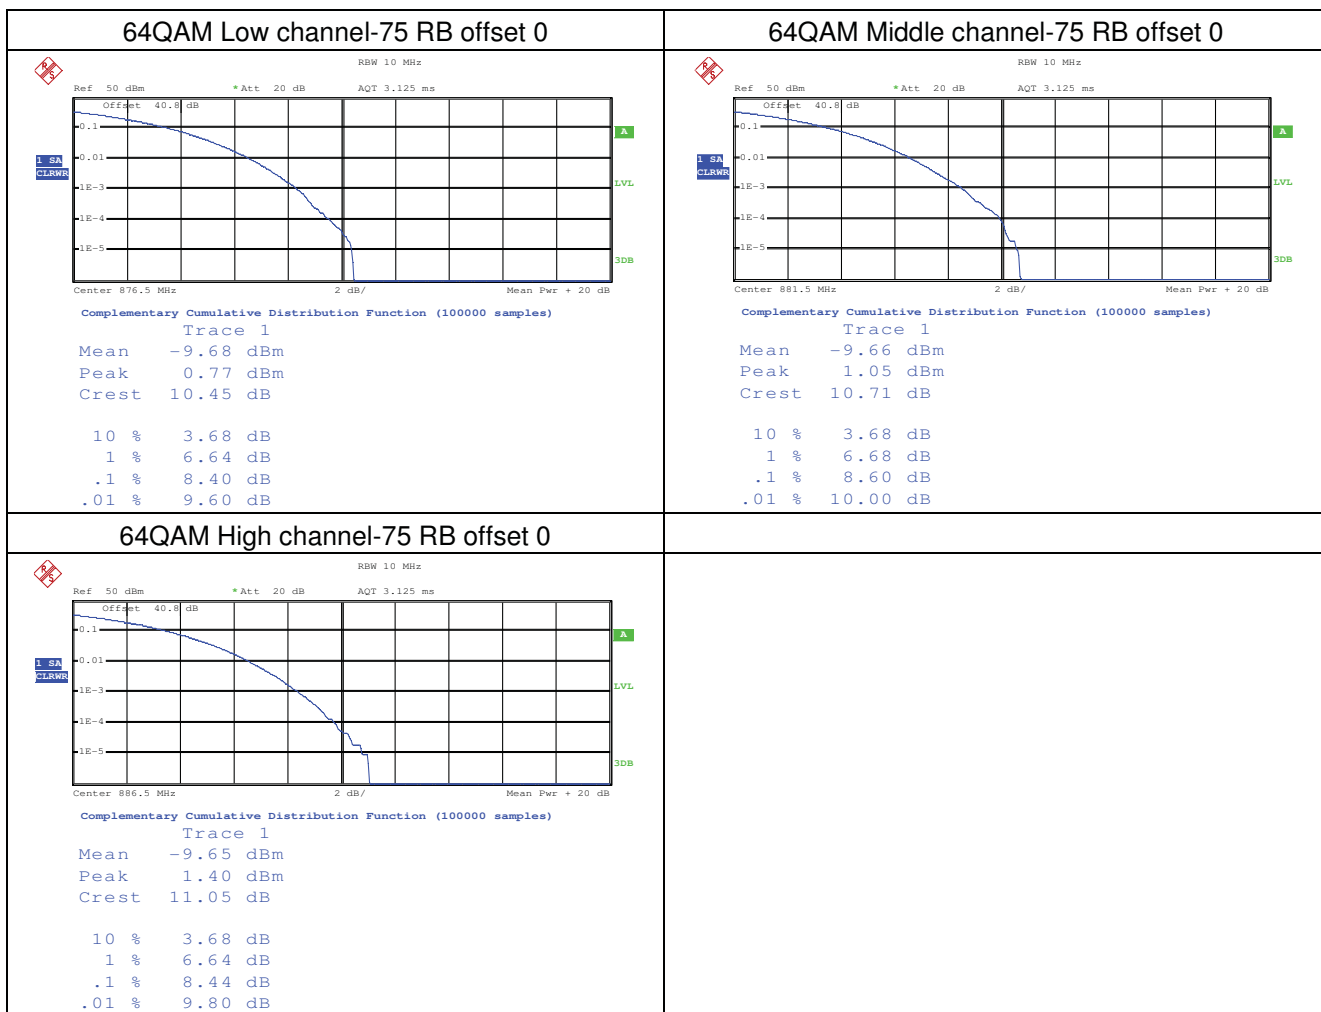 64QAM Low channel-75 RB offset 0
RBW 10 MHz
Ref 50 dBm *Att 20 dB AQT 3.125 ms
Offset 40.8 dB
0.1
A
1 SA
CLRWR
0.01
1E-3
LVL
1E-4
1E-5
3DB
Center 876.5 MHz 2 dB/ Mean Pwr + 20 dB
Complementary Cumulative Distribution Function (100000 samples)
Trace 1
Mean -9.68 dBm
Peak 0.77 dBm
Crest 10.45 dB
10 % 3.68 dB
1 % 6.64 dB
.1 % 8.40 dB
.01 % 9.60 dB
64QAM Middle channel-75 RB offset 0
RBW 10 MHz
Ref 50 dBm *Att 20 dB AQT 3.125 ms
Offset 40.8 dB
0.1
A
1 SA
CLRWR
0.01
1E-3
LVL
1E-4
1E-5
3DB
Center 881.5 MHz 2 dB/ Mean Pwr + 20 dB
Complementary Cumulative Distribution Function (100000 samples)
Trace 1
Mean -9.66 dBm
Peak 1.05 dBm
Crest 10.71 dB
10 % 3.68 dB
1 % 6.68 dB
.1 % 8.60 dB
.01 % 10.00 dB
64QAM High channel-75 RB offset 0
RBW 10 MHz
Ref 50 dBm *Att 20 dB AQT 3.125 ms
Offset 40.8 dB
0.1
A
1 SA
CLRWR
0.01
1E-3
LVL
1E-4
1E-5
3DB
Center 886.5 MHz 2 dB/ Mean Pwr + 20 dB
Complementary Cumulative Distribution Function (100000 samples)
Trace 1
Mean -9.65 dBm
Peak 1.40 dBm
Crest 11.05 dB
10 % 3.68 dB
1 % 6.64 dB
.1 % 8.44 dB
.01 % 9.80 dB